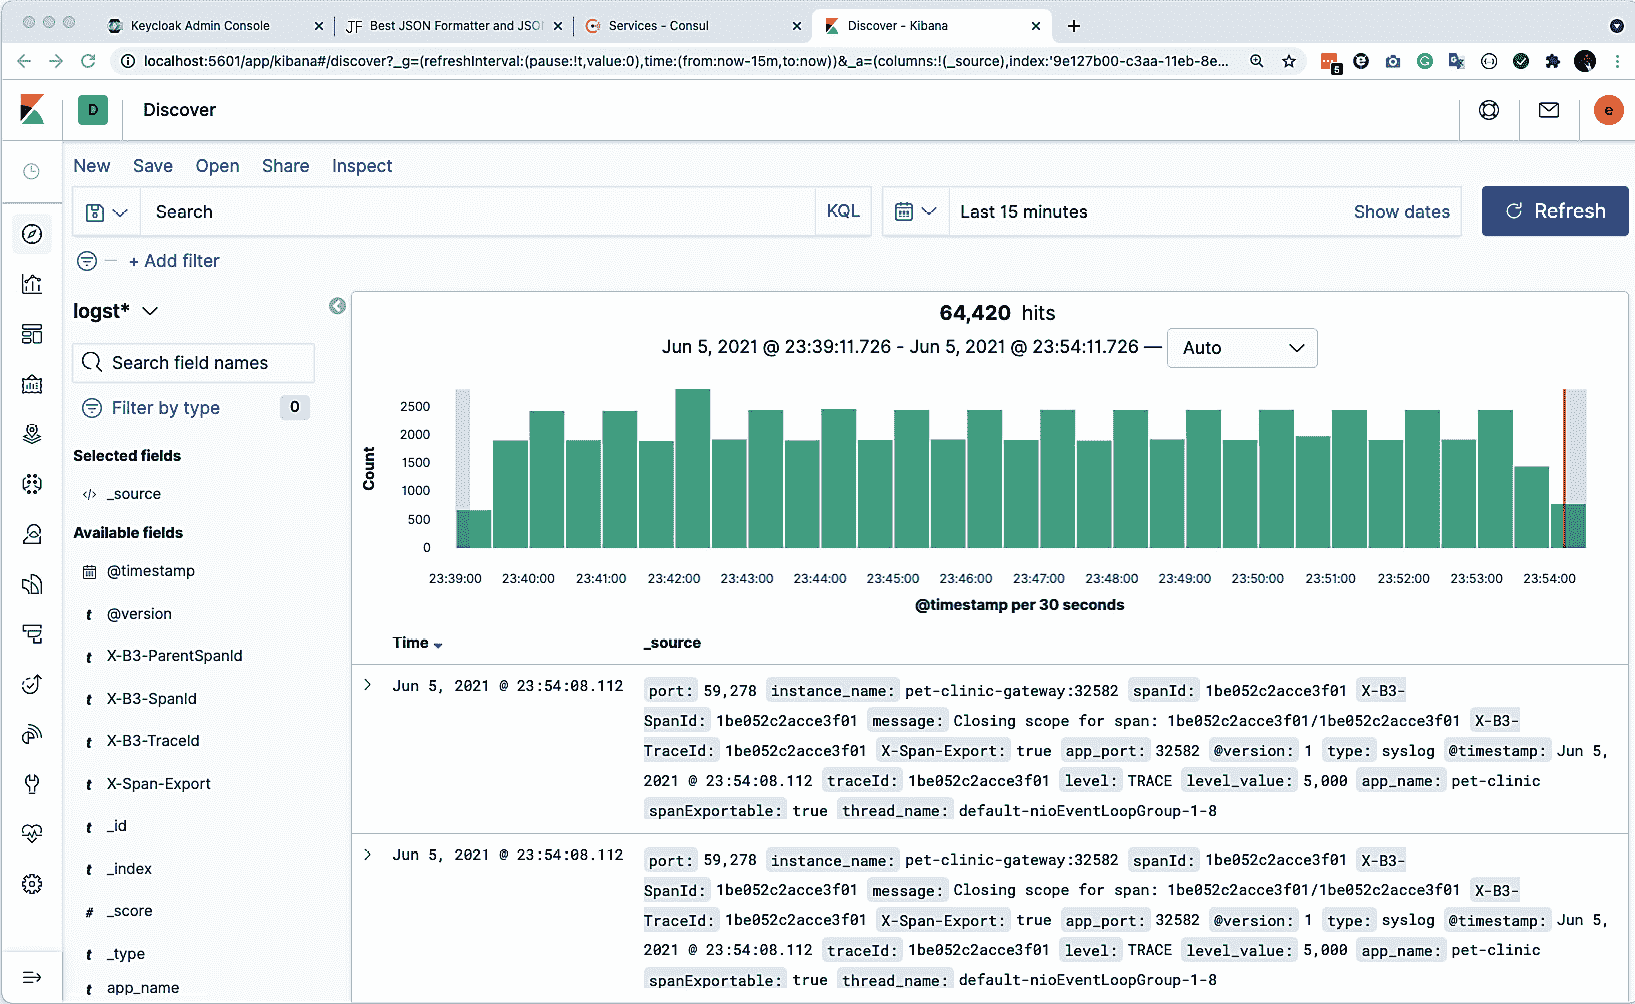 Keycloak Admin Console
Best JSON Formatter and JSO
Services - Consul
Discover - Kibana
localhost:5601/app/kibana#/discover?_g=(refreshInterval:(pause:!t,value:0),time:(from:now-15m,to:now))&_a=(columns:!(_source),index:'9e127b00-c3aa-11eb-8e...
5
D
Discover
e
New Save Open Share Inspect
Search
KQL
Last 15 minutes
Show dates
Refresh
+ Add filter
logst*
Search field names
Filter by type 0
Selected fields
</> _source
Available fields
@timestamp
t @version
t X-B3-ParentSpanId
t X-B3-SpanId
t X-B3-TraceId
t X-Span-Export
t _id
t _index
# _score
t _type
t app_name
64,420 hits
Jun 5, 2021 @ 23:39:11.726 - Jun 5, 2021 @ 23:54:11.726 —
Auto
Count
2500
2000
1500
1000
500
0
23:39:00 23:40:00 23:41:00 23:42:00 23:43:00 23:44:00 23:45:00 23:46:00 23:47:00 23:48:00 23:49:00 23:50:00 23:51:00 23:52:00 23:53:00 23:54:00
@timestamp per 30 seconds
Time _source
Jun 5, 2021 @ 23:54:08.112
port: 59,278 instance_name: pet-clinic-gateway:32582 spanId: 1be052c2acce3f01 X-B3-
SpanId: 1be052c2acce3f01 message: Closing scope for span: 1be052c2acce3f01/1be052c2acce3f01 X-B3-
TraceId: 1be052c2acce3f01 X-Span-Export: true app_port: 32582 @version: 1 type: syslog @timestamp: Jun 5,
2021 @ 23:54:08.112 traceId: 1be052c2acce3f01 level: TRACE level_value: 5,000 app_name: pet-clinic
spanExportable: true thread_name: default-nioEventLoopGroup-1-8
Jun 5, 2021 @ 23:54:08.112
port: 59,278 instance_name: pet-clinic-gateway:32582 spanId: 1be052c2acce3f01 X-B3-
SpanId: 1be052c2acce3f01 message: Closing scope for span: 1be052c2acce3f01/1be052c2acce3f01 X-B3-
TraceId: 1be052c2acce3f01 X-Span-Export: true app_port: 32582 @version: 1 type: syslog @timestamp: Jun 5,
2021 @ 23:54:08.112 traceId: 1be052c2acce3f01 level: TRACE level_value: 5,000 app_name: pet-clinic
spanExportable: true thread_name: default-nioEventLoopGroup-1-8